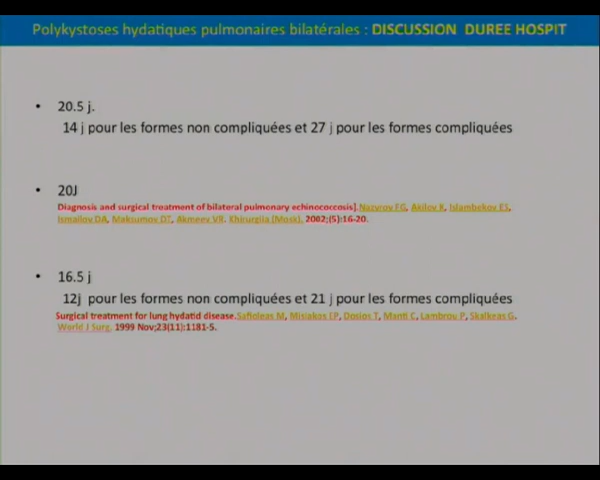 Polykystoses hydatiques pulmonaires bilatérales : DISCUSSION DUREE HOSPIT
• 20.5 j.
14 j pour les formes non compliquées et 27 j pour les formes compliquées
• 20J
Diagnosis and surgical treatment of bilateral pulmonary echinococcosis].Nazyrov FG, Akilov K, Islambekov ES,
Ismailov DA, Maksumov DT, Akmeev VR. Khirurgiia (Mosk). 2002;(5):16-20.
• 16.5 j
12j pour les formes non compliquées et 21 j pour les formes compliquées
Surgical treatment for lung hydatid disease.Safioleas M, Misiakos EP, Dosios T, Manti C, Lambrou P, Skalkeas G.
World J Surg. 1999 Nov;23(11):1181-5.